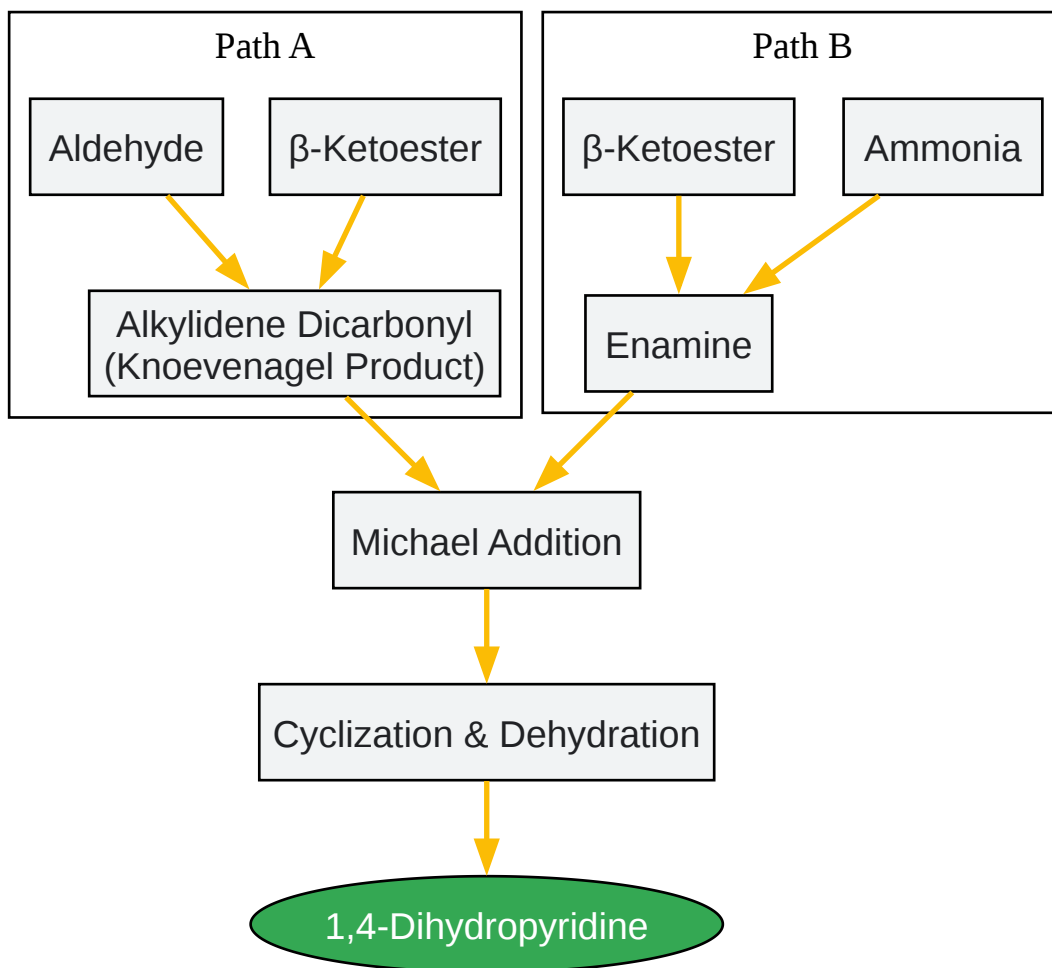 Path A
Path B
Aldehyde
β-Ketoester
β-Ketoester
Ammonia
Alkylidene Dicarbonyl
(Knoevenagel Product)
Enamine
Michael Addition
Cyclization & Dehydration
1,4-Dihydropyridine